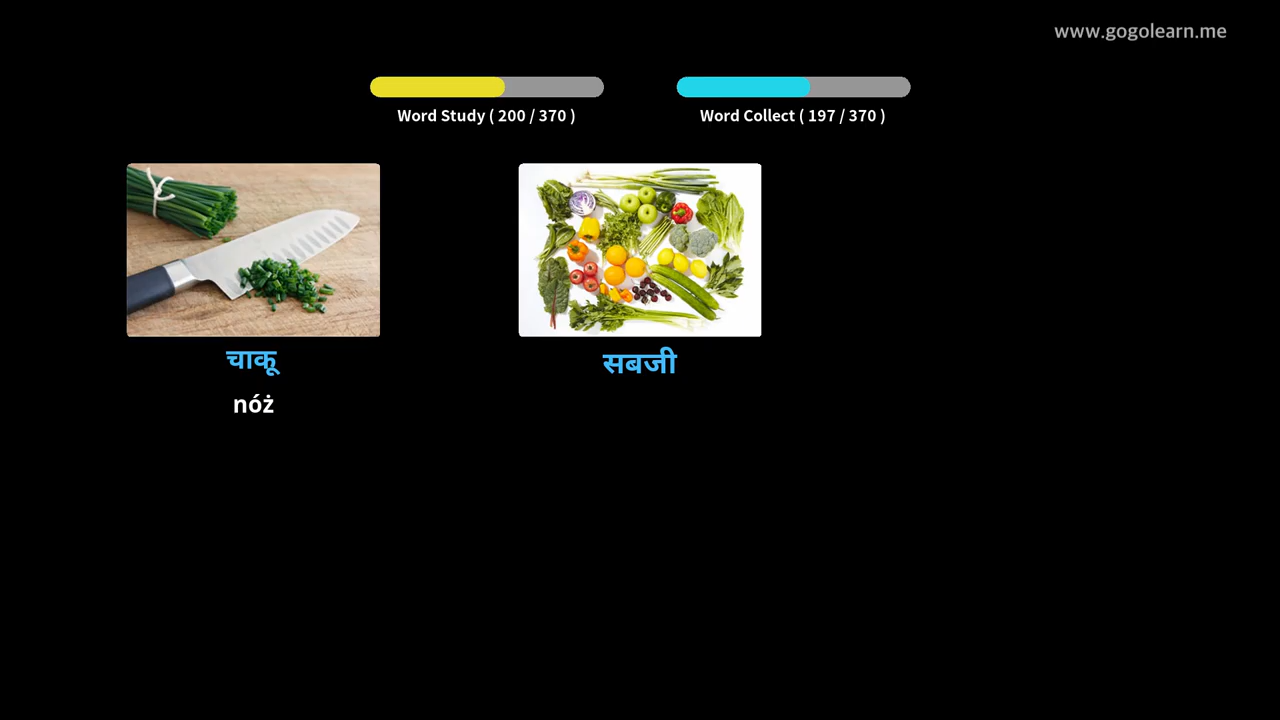 www.gogolearn.me
Word Study ( 200 / 370 )
Word Collect ( 197 / 370 )
चाकू
nóż
सबजी